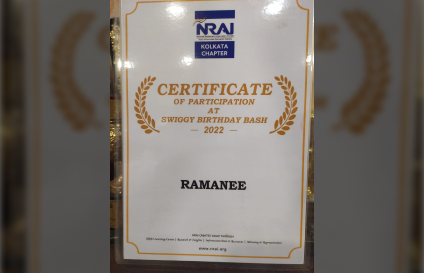 NRAI
KOLKATA
CHAPTER
CERTIFICATE
OF PARTICIPATION
AT
SWIGGY BIRTHDAY BASH
2022
RAMANEE
www.nrai.org